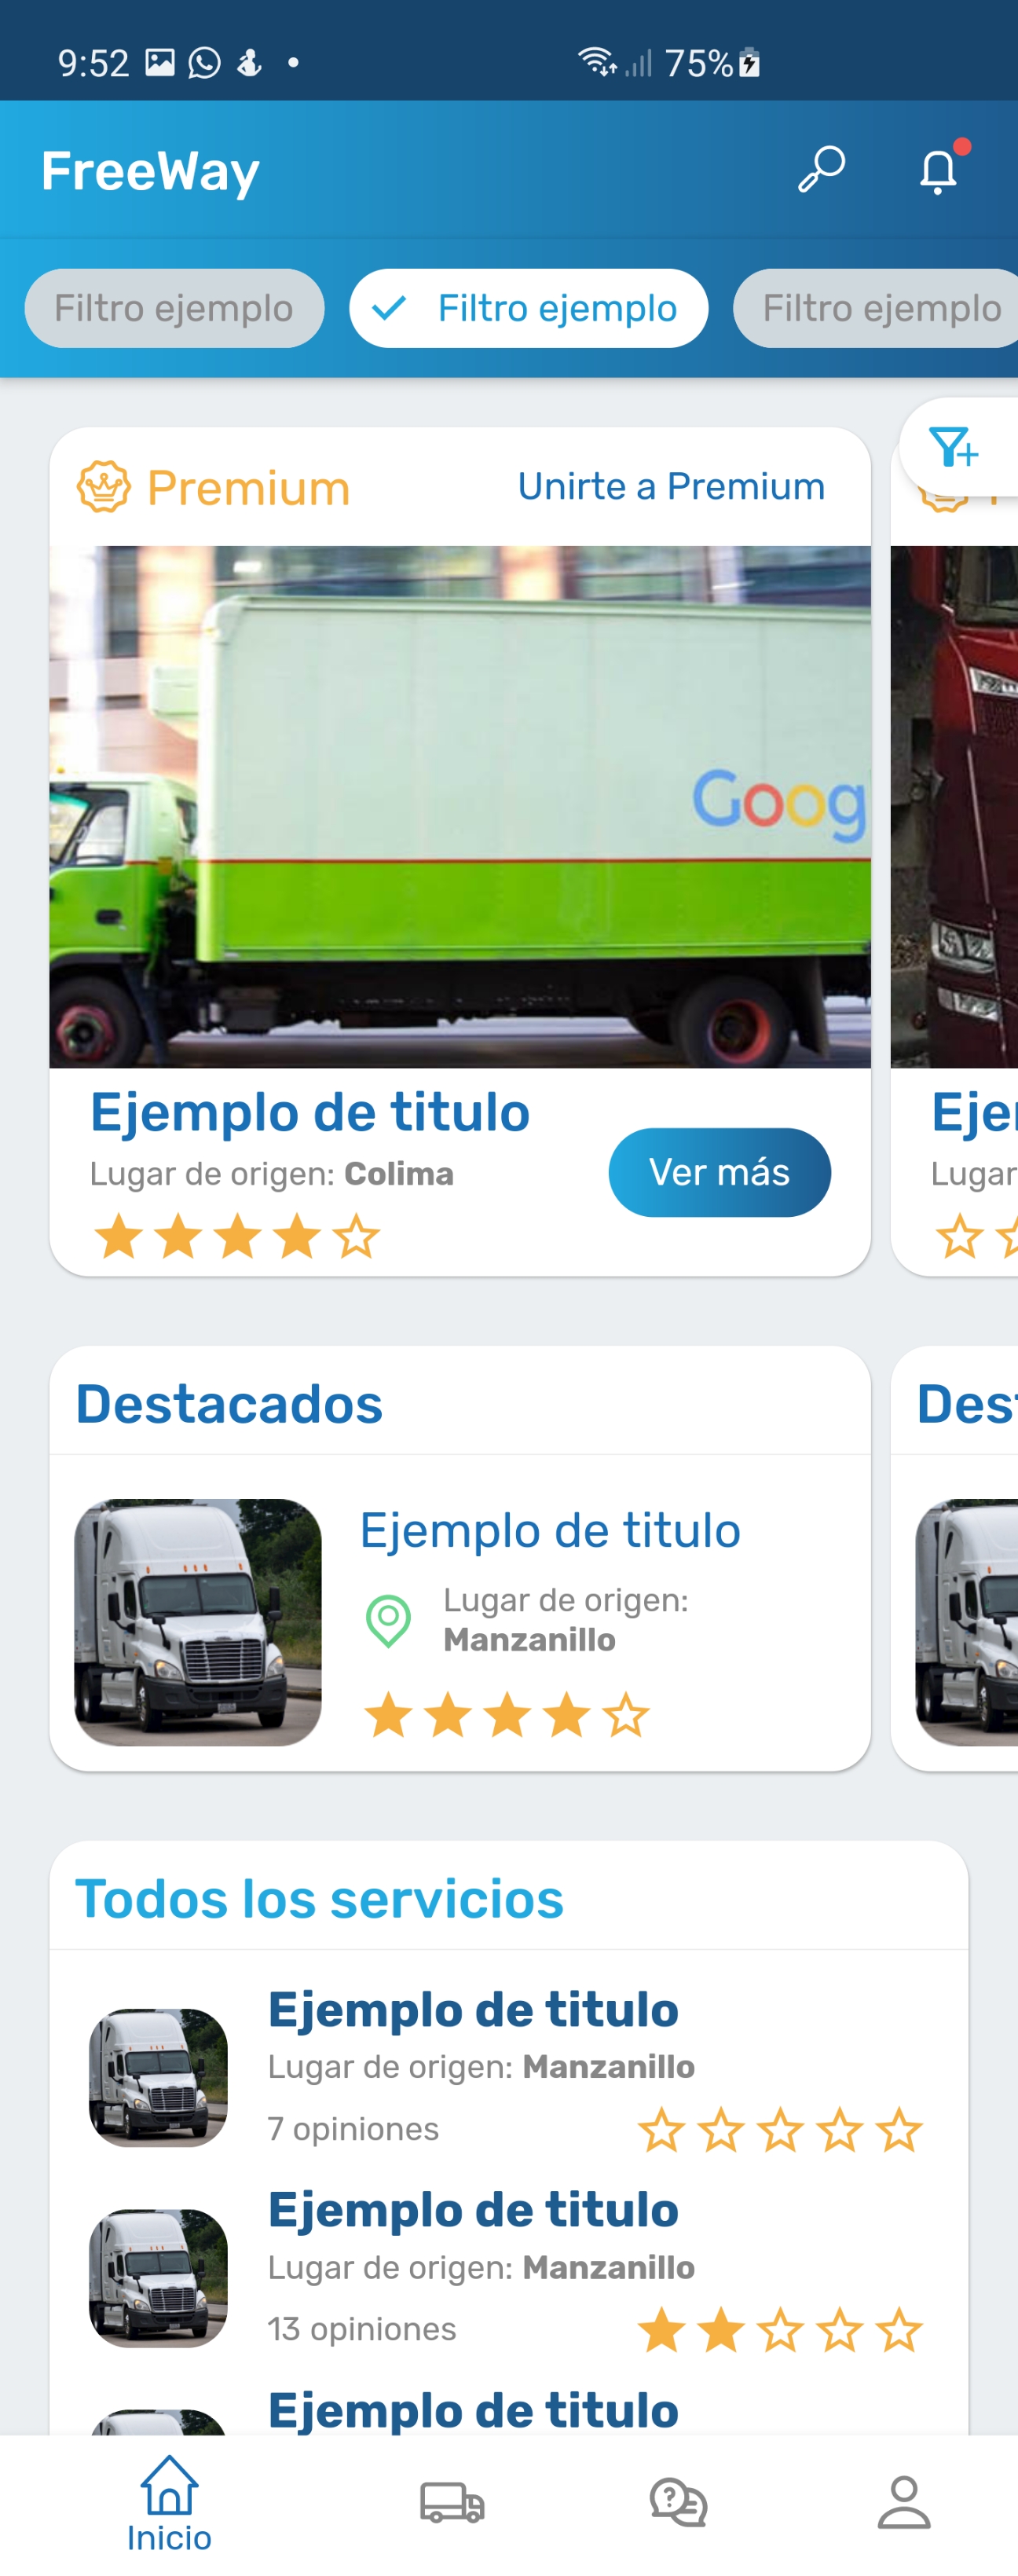 9:52
75%
FreeWay
Filtro ejemplo
Filtro ejemplo
Filtro ejemplo
Premium
Unirte a Premium
Goog
Ejemplo de titulo
Lugar de origen: Colima
Ver más
Eje
Lugar
Destacados
Des
Ejemplo de titulo
Lugar de origen:
Manzanillo
Todos los servicios
Ejemplo de titulo
Lugar de origen: Manzanillo
7 opiniones
Ejemplo de titulo
Lugar de origen: Manzanillo
13 opiniones
Ejemplo de titulo
Inicio